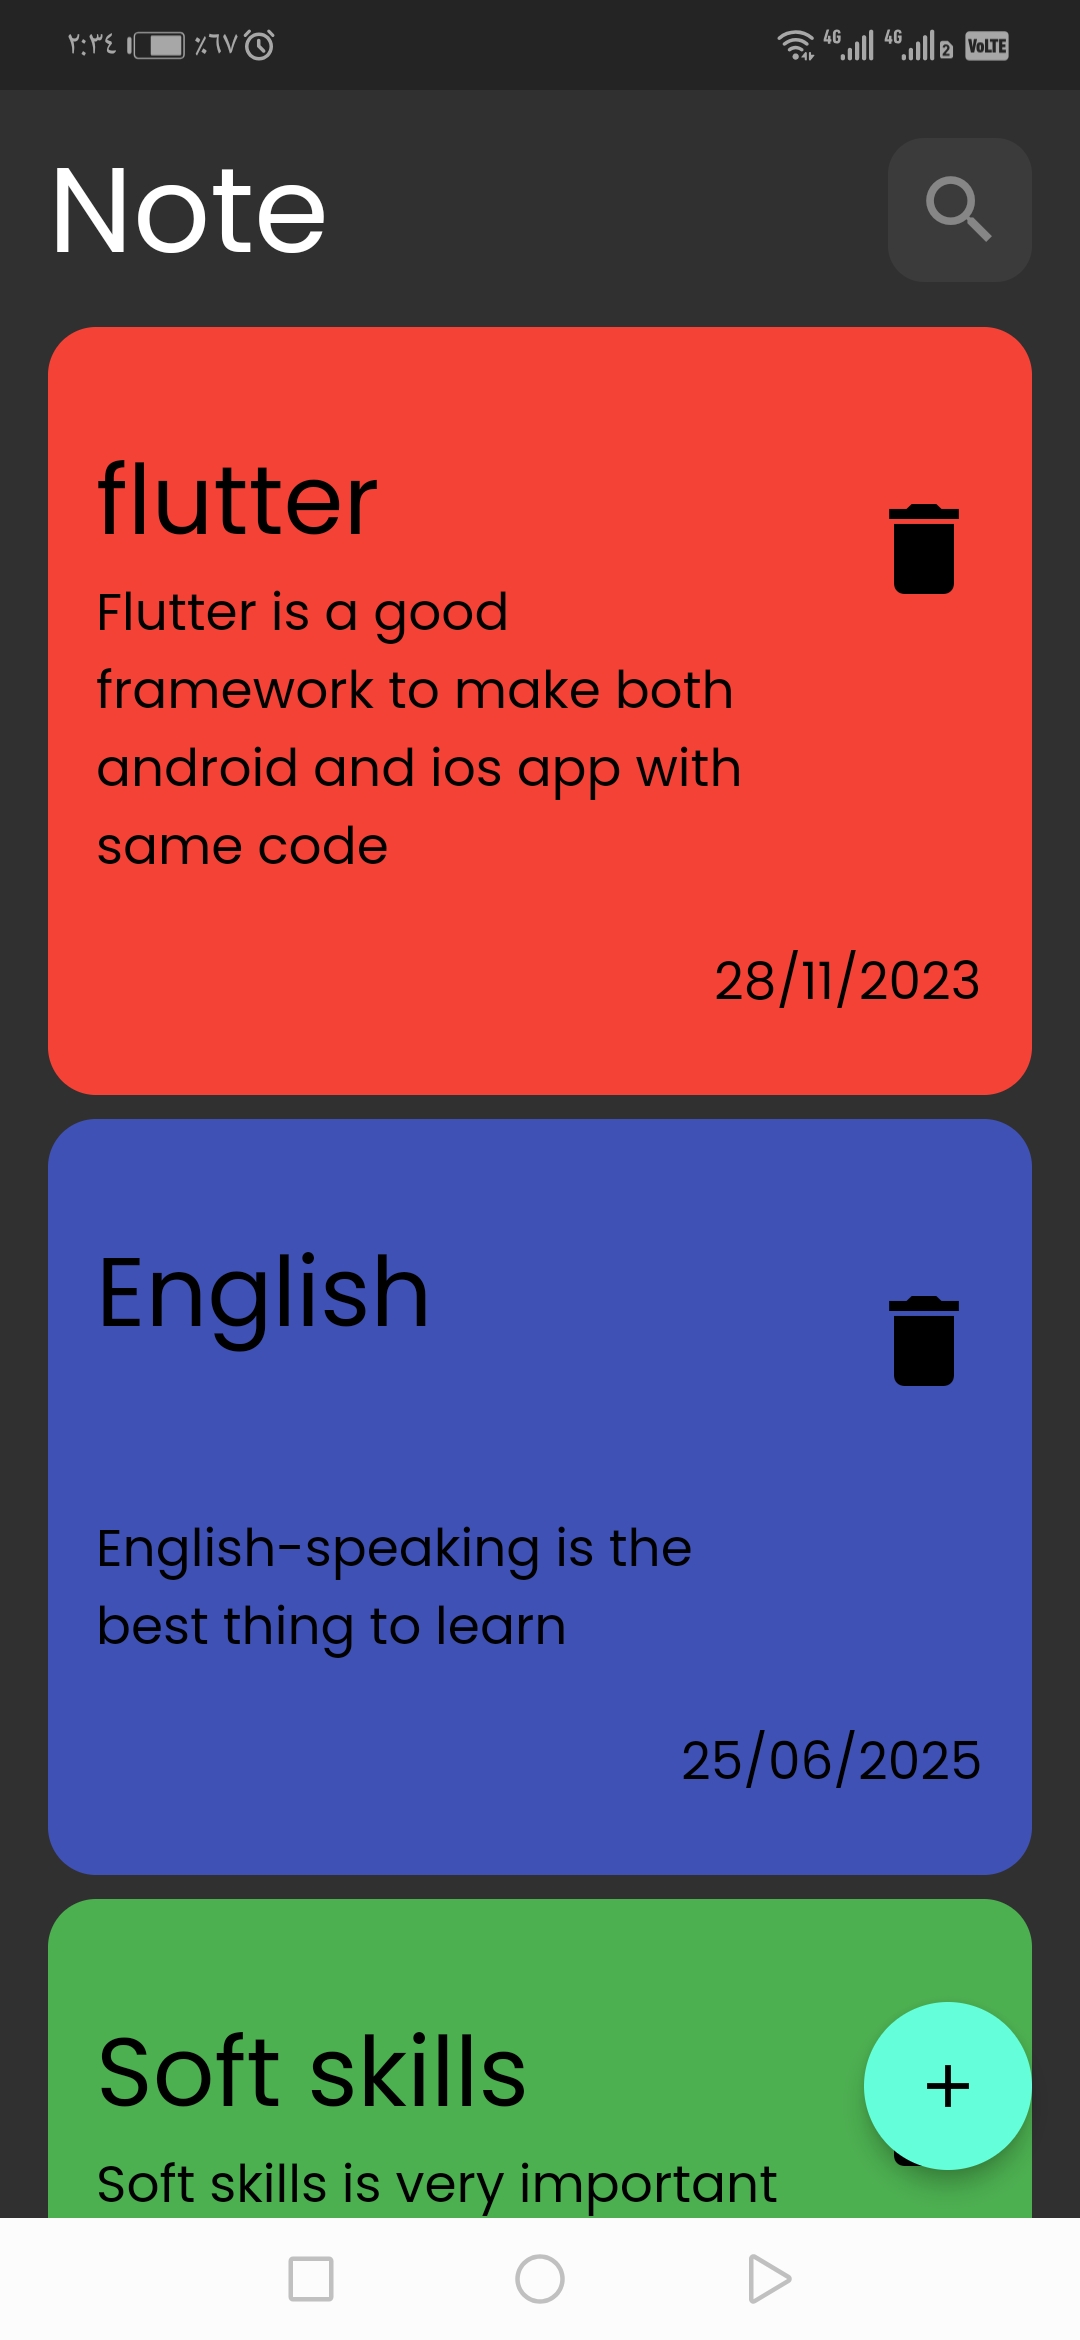 ٢:٣٤ ٪٦٧ 4G 4G 2 VoLTE
Note
flutter
Flutter is a good
framework to make both
android and ios app with
same code
28/11/2023
English
English-speaking is the
best thing to learn
25/06/2025
Soft skills
Soft skills is very important